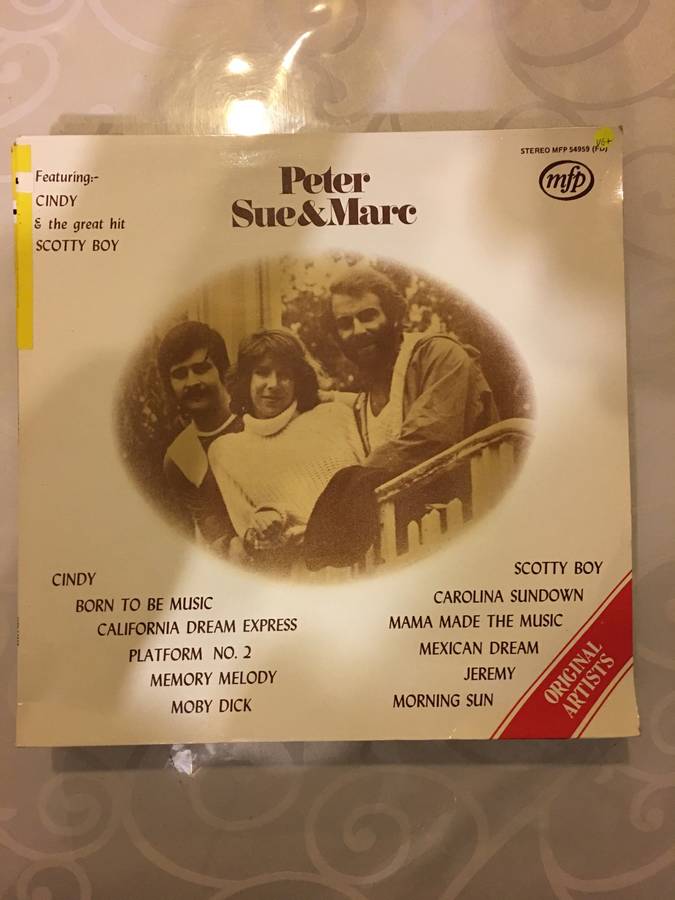 STEREO MFP 54959 (FD)
VG+
mfp
Featuring:-
CINDY
& the great hit
SCOTTY BOY
Peter
Sue & Marc
CINDY
BORN TO BE MUSIC
CALIFORNIA DREAM EXPRESS
PLATFORM NO. 2
MEMORY MELODY
MOBY DICK
SCOTTY BOY
CAROLINA SUNDOWN
MAMA MADE THE MUSIC
MEXICAN DREAM
JEREMY
MORNING SUN
ORIGINAL
ARTISTS